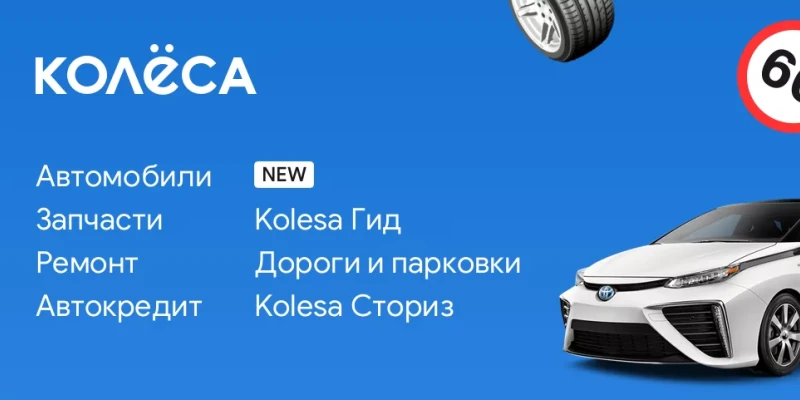 КОЛЁСА
Автомобили
Запчасти
Ремонт
Автокредит
NEW
Kolesa Гид
Дороги и парковки
Kolesa Сториз